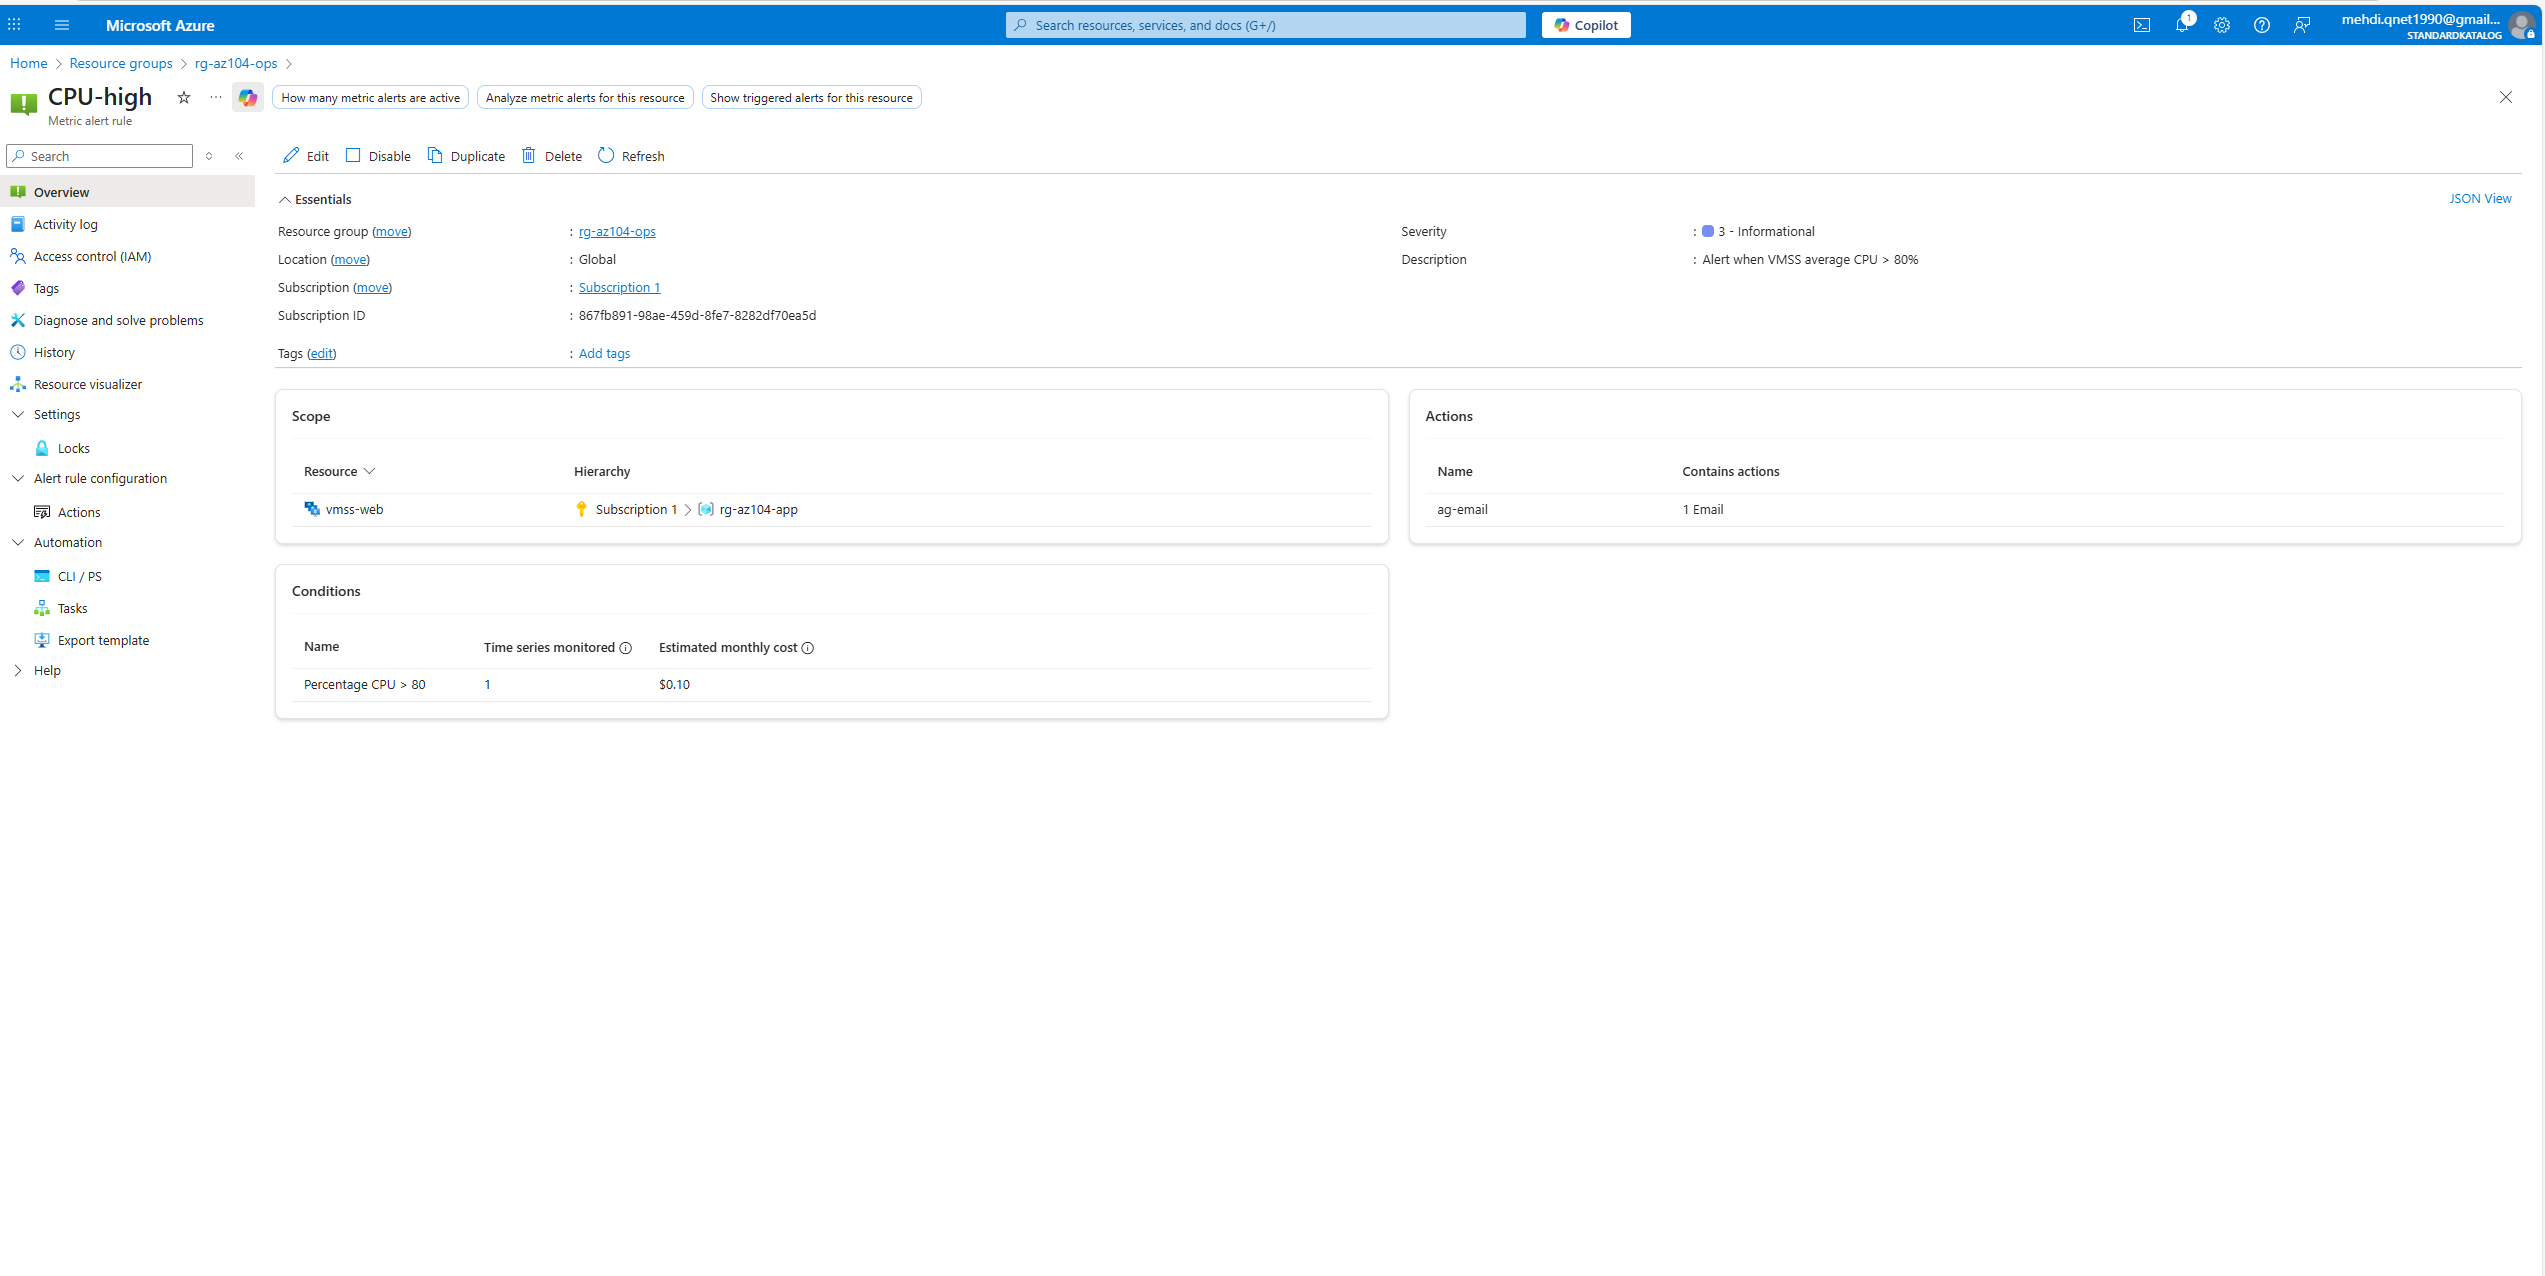 Microsoft Azure
Search resources, services, and docs (G+/)
Copilot
1
mehdi.qnet1990@gmail...
STANDARDKATALOG
Home > Resource groups > rg-az104-ops >
CPU-high
Metric alert rule
How many metric alerts are active
Analyze metric alerts for this resource
Show triggered alerts for this resource
Search
Overview
Activity log
Access control (IAM)
Tags
Diagnose and solve problems
History
Resource visualizer
Settings
Locks
Alert rule configuration
Actions
Automation
CLI / PS
Tasks
Export template
Help
Edit Disable Duplicate Delete Refresh
Essentials
JSON View
Resource group (move) : rg-az104-ops
Location (move) : Global
Subscription (move) : Subscription 1
Subscription ID : 867fb891-98ae-459d-8fe7-8282df70ea5d
Tags (edit) : Add tags
Severity : 3 - Informational
Description : Alert when VMSS average CPU > 80%
Scope
Resource Hierarchy
vmss-web Subscription 1 > rg-az104-app
Actions
Name Contains actions
ag-email 1 Email
Conditions
Name Time series monitored Estimated monthly cost
Percentage CPU > 80 1 $0.10